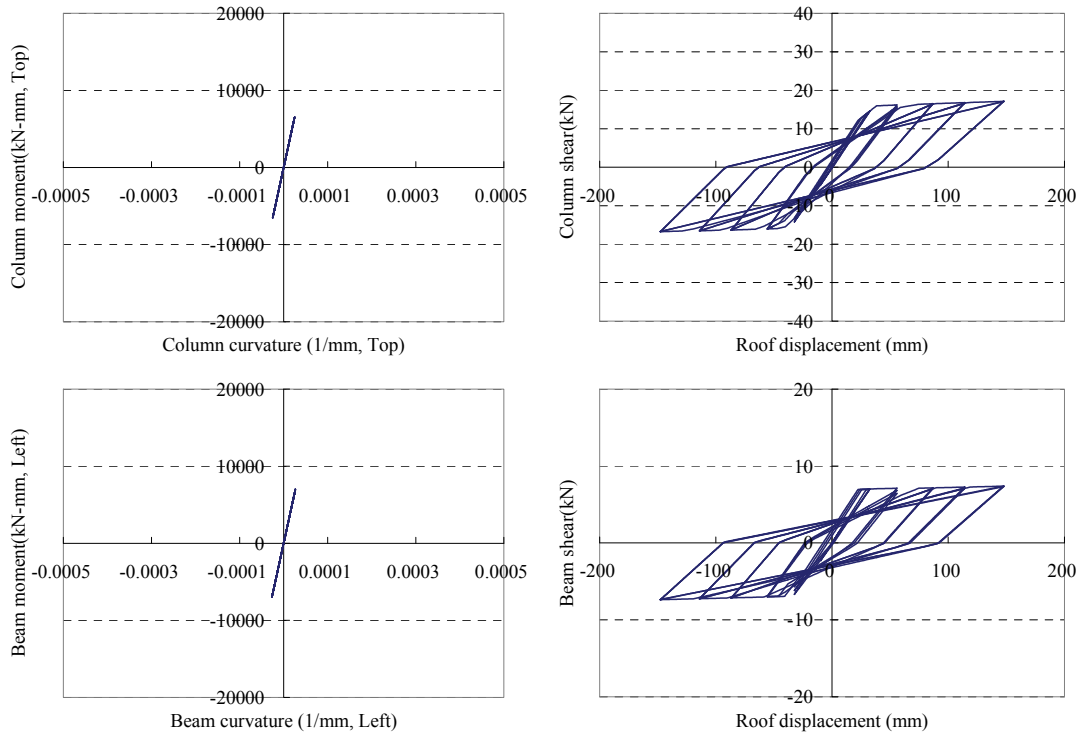 20000
10000
0
-10000
-20000
-0.0005 -0.0003 -0.0001 0.0001 0.0003 0.0005
Column moment(kN-mm, Top)
Column curvature (1/mm, Top)
40
30
20
10
0
-10
-20
-30
-40
-200 -100 0 100 200
Column shear(kN)
Roof displacement (mm)
20000
10000
0
-10000
-20000
-0.0005 -0.0003 -0.0001 0.0001 0.0003 0.0005
Beam moment(kN-mm, Left)
Beam curvature (1/mm, Left)
20
10
0
-10
-20
-200 -100 0 100 200
Beam shear(kN)
Roof displacement (mm)